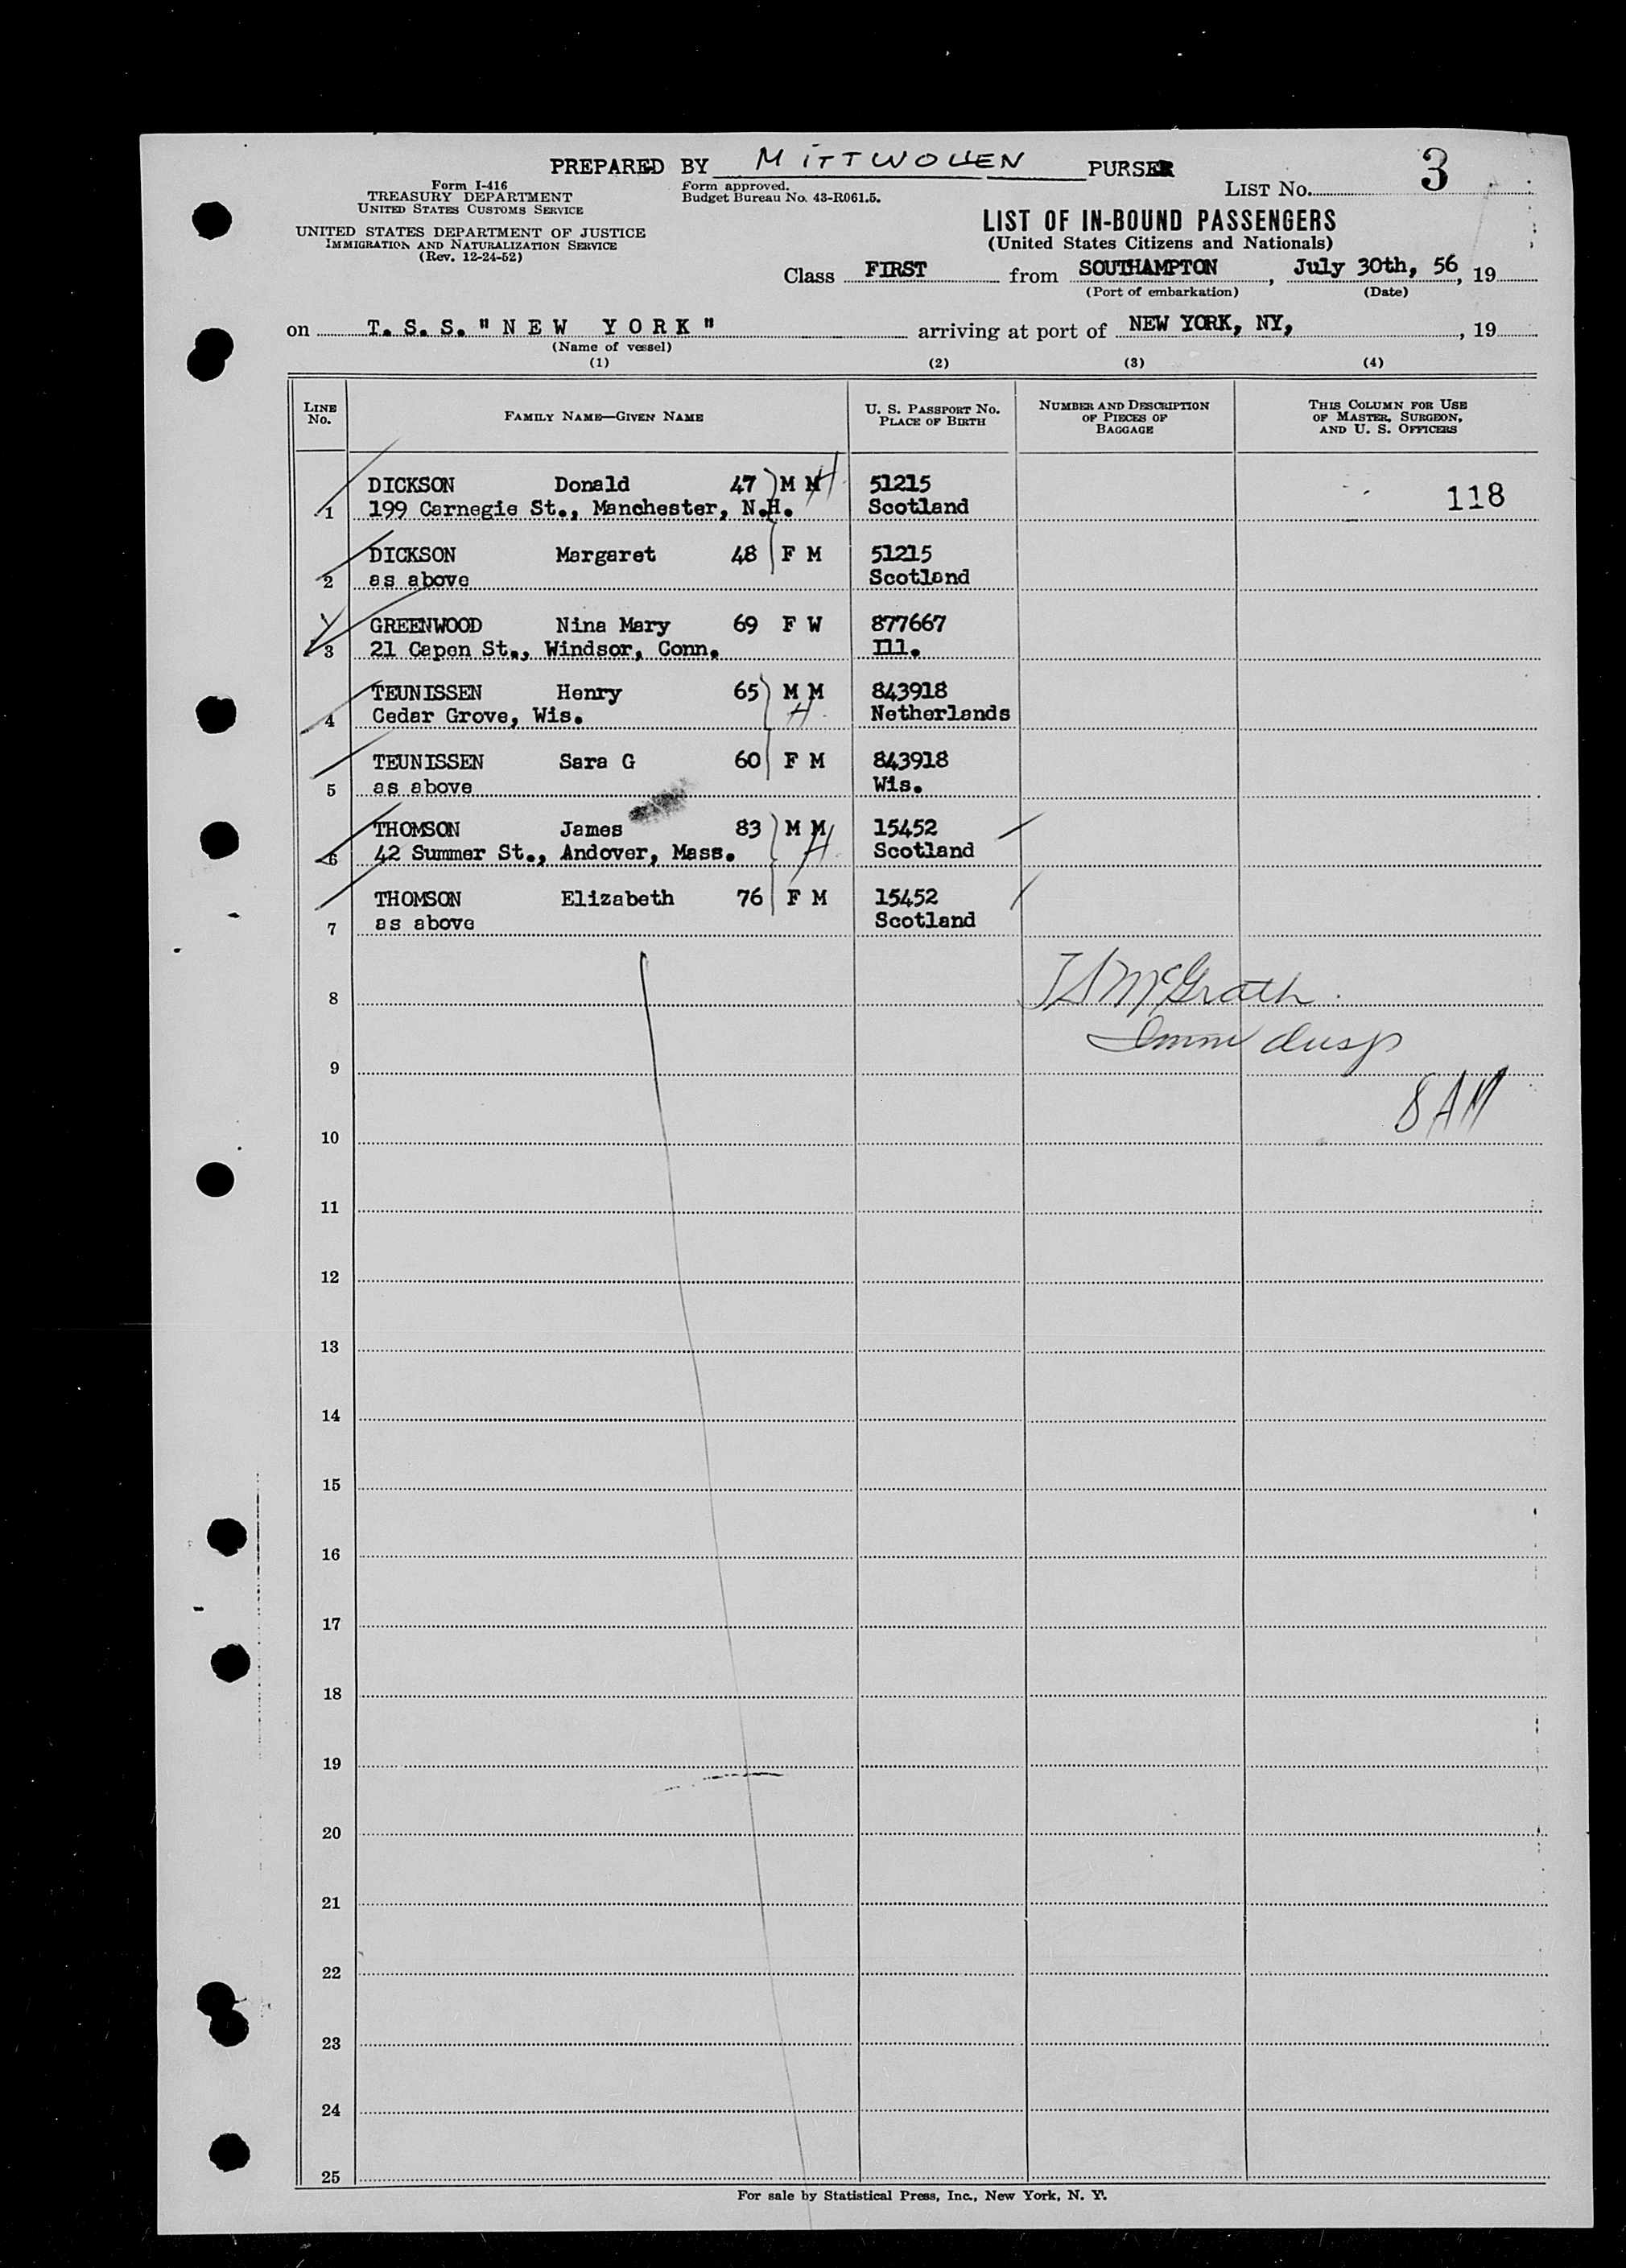 PREPARED BY MITTWOLLEN PURSER
Form I-416
TREASURY DEPARTMENT
UNITED STATES CUSTOMS SERVICE
UNITED STATES DEPARTMENT OF JUSTICE
IMMIGRATION AND NATURALIZATION SERVICE
(Rev. 12-24-52)
Form approved.
Budget Bureau No. 43-R061.5.
LIST No. 3
LIST OF IN-BOUND PASSENGERS
(United States Citizens and Nationals)
Class FIRST from SOUTHAMPTON, July 30th, 56, 19
(Port of embarkation) (Date)
on T. S. S. "NEW YORK" arriving at port of NEW YORK, NY, , 19
(Name of vessel)
(1) (2) (3) (4)
LINE No. FAMILY NAME—GIVEN NAME U. S. PASSPORT No. PLACE OF BIRTH NUMBER AND DESCRIPTION OF PIECES OF BAGGAGE THIS COLUMN FOR USE OF MASTER, SURGEON, AND U. S. OFFICERS
DICKSON Donald 47 M M H 51215 118
1 199 Carnegie St., Manchester, N.H. Scotland
DICKSON Margaret 48 F M 51215
2 as above Scotland
GREENWOOD Nina Mary 69 F W 877667
3 21 Capen St., Windsor, Conn. Ill.
TEUNISSEN Henry 65 M M 843918
4 Cedar Grove, Wis. H Netherlands
TEUNISSEN Sara G 60 F M 843918
5 as above Wis.
THOMSON James 83 M M 15452
6 42 Summer St., Andover, Mass. H Scotland
THOMSON Elizabeth 76 F M 15452
7 as above Scotland
8 McGrath
Imm Insp
9
8 AM
10
11
12
13
14
15
16
17
18
19
20
21
22
23
24
25
For sale by Statistical Press, Inc., New York, N. Y.